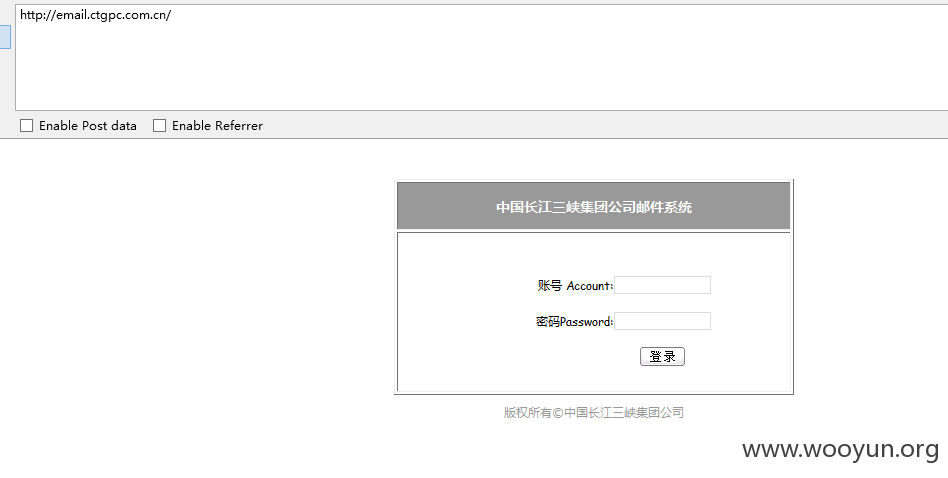 http://email.ctgpc.com.cn/
Enable Post data Enable Referrer
中国长江三峡集团公司邮件系统
账号 Account:
密码Password:
登录
版权所有©中国长江三峡集团公司
www.wooyun.org